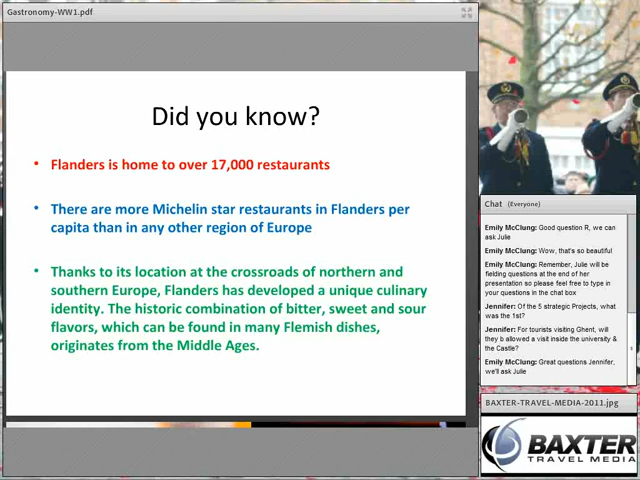 Gastronomy-WW1.pdf
Did you know?
• Flanders is home to over 17,000 restaurants
• There are more Michelin star restaurants in Flanders per
capita than in any other region of Europe
• Thanks to its location at the crossroads of northern and
southern Europe, Flanders has developed a unique culinary
identity. The historic combination of bitter, sweet and sour
flavors, which can be found in many Flemish dishes,
originates from the Middle Ages.
Chat (Everyone)
Emily McClung: Good question R, we can
ask Julie
Emily McClung: Wow, that's so beautiful
Emily McClung: Remember, Julie will be
fielding questions at the end of her
presentation so please feel free to type in
your questions in the chat box
Jennifer: Of the 5 strategic Projects, what
was the 1st?
Jennifer: For tourists visiting Ghent, will
they b allowed a visit inside the university &
the Castle?
Emily McClung: Great questions Jennifer,
we'll ask Julie
BAXTER-TRAVEL-MEDIA-2011.jpg
BAXTER
TRAVEL MEDIA